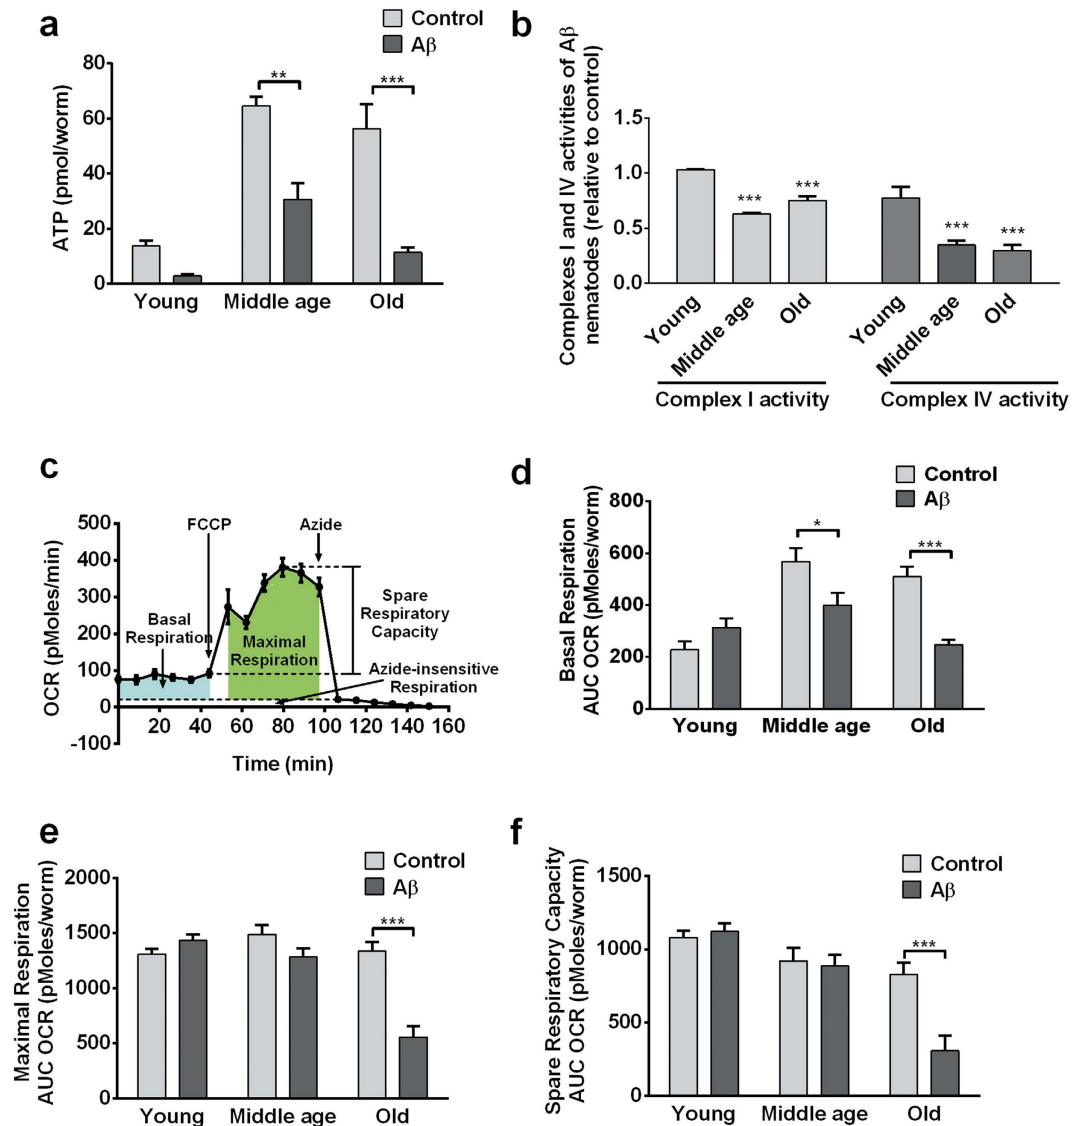 a
Control
Aβ
ATP (pmol/worm)
80
60
40
20
0
**
***
Young
Middle age
Old
b
Complexes I and IV activities of Aβ
nematodes (relative to control)
1.5
1.0
0.5
0.0
***
***
***
***
Young
Middle age
Old
Young
Middle age
Old
Complex I activity
Complex IV activity
c
OCR (pMoles/min)
500
400
300
200
100
0
-100
FCCP
Azide
Basal
Respiration
Maximal
Respiration
Spare
Respiratory
Capacity
Azide-insensitive
Respiration
20
40
60
80
100
120
140
160
Time (min)
d
Control
Aβ
Basal Respiration
AUC OCR (pMoles/worm)
800
600
400
200
0
*
***
Young
Middle age
Old
e
Control
Aβ
Maximal Respiration
AUC OCR (pMoles/worm)
2000
1500
1000
500
0
***
Young
Middle age
Old
f
Control
Aβ
Spare Respiratory Capacity
AUC OCR (pMoles/worm)
1500
1000
500
0
***
Young
Middle age
Old